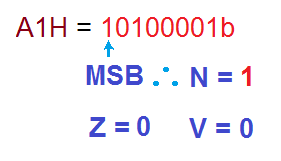 A1H = 10100001b
MSB ∴ N = 1
Z = 0 V = 0